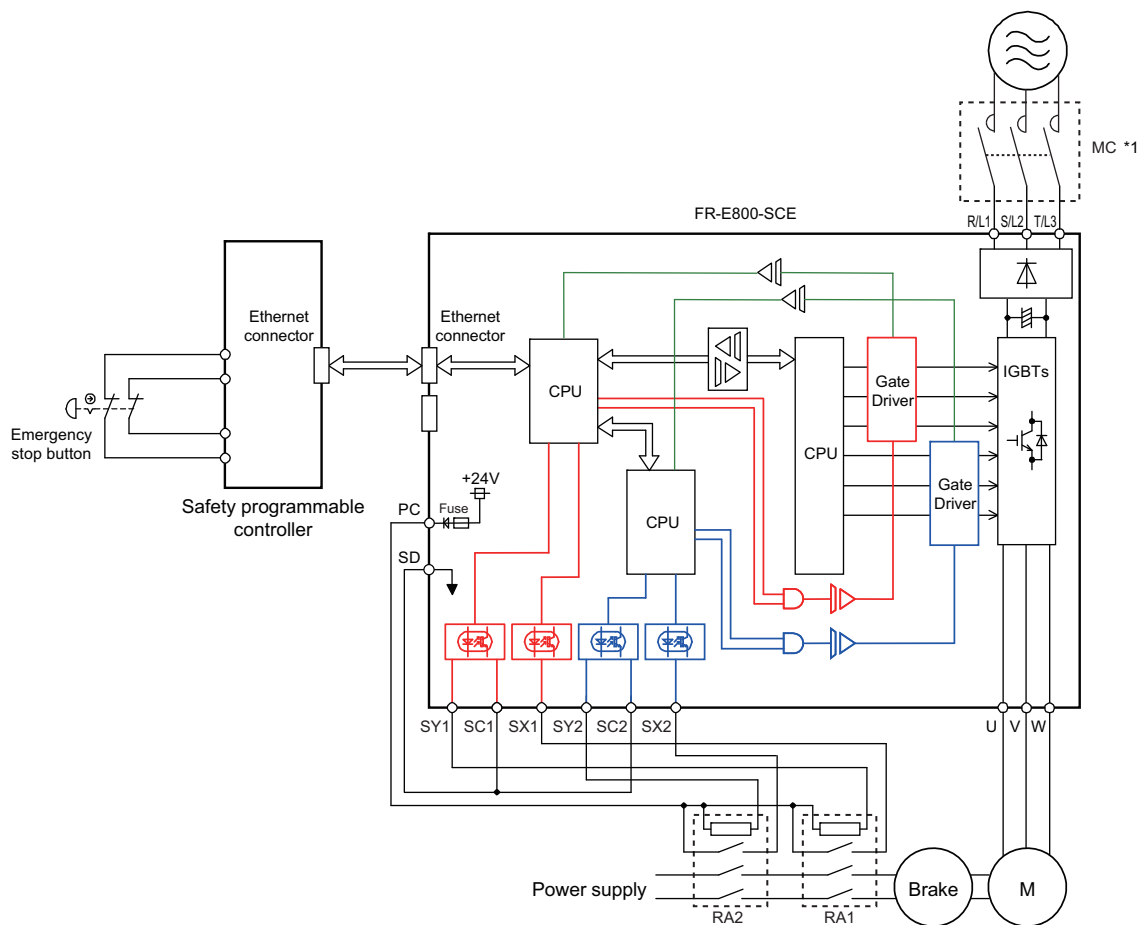 MC *1
FR-E800-SCE
R/L1 S/L2 T/L3
Ethernet
connector
Ethernet
connector
CPU
Gate
Driver
IGBTs
Emergency
stop button
CPU
+24V
Gate
Driver
Safety programmable
controller
PC
Fuse
CPU
SD
SY1 SC1 SX1 SY2 SC2 SX2
U V W
Power supply
Brake
M
RA2
RA1